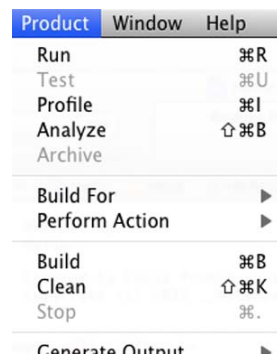 Product Window Help
Run ⌘R
Test ⌘U
Profile ⌘I
Analyze ⇧⌘B
Archive
Build For ▶
Perform Action ▶
Build ⌘B
Clean ⇧⌘K
Stop ⌘.
Generate Output ▶